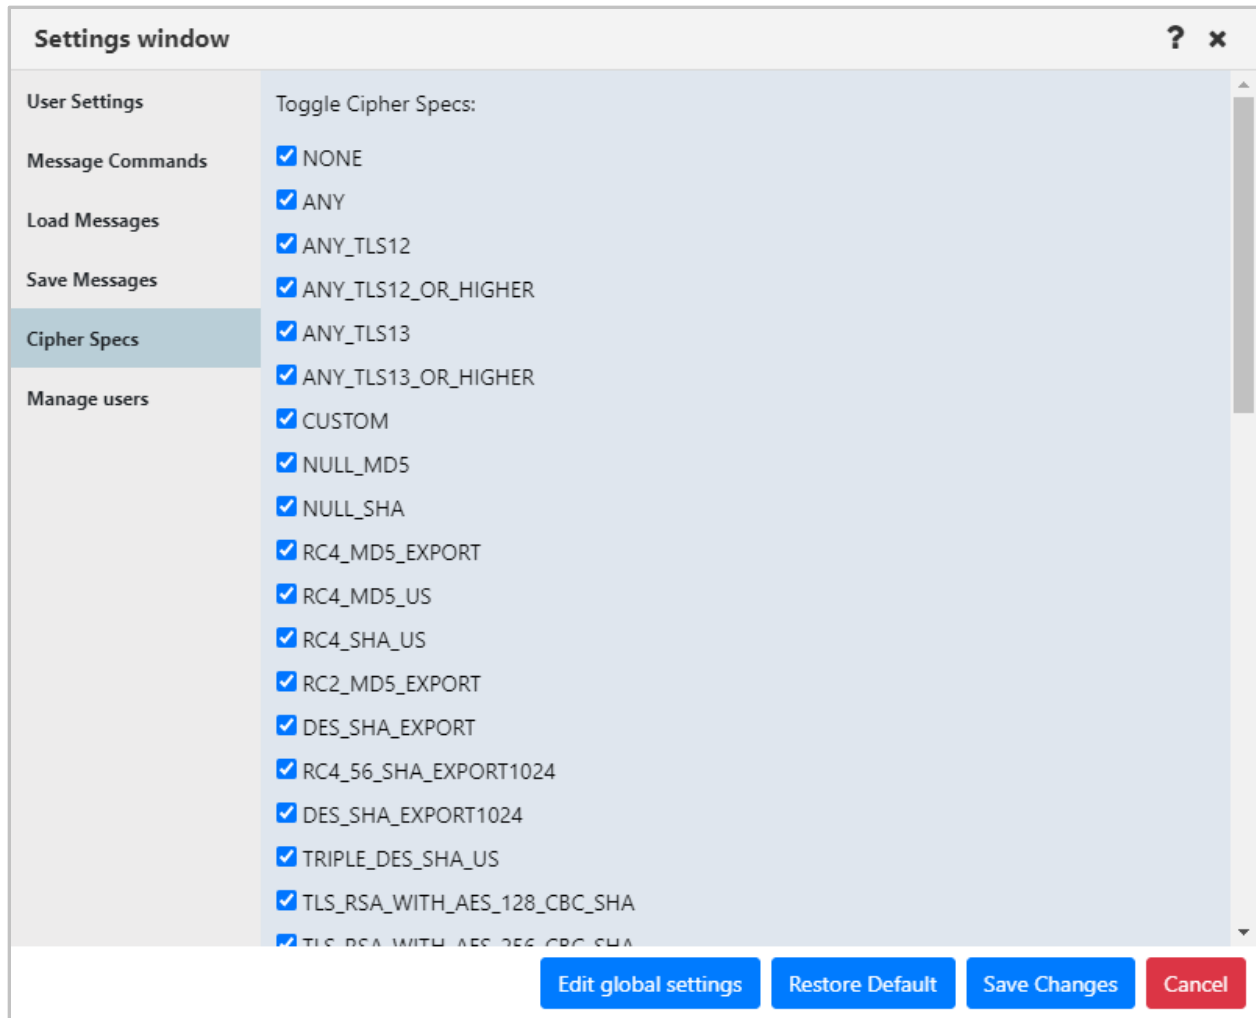 Settings window
?
User Settings
Message Commands
Load Messages
Save Messages
Cipher Specs
Manage users
Toggle Cipher Specs:
NONE
ANY
ANY_TLS12
ANY_TLS12_OR_HIGHER
ANY_TLS13
ANY_TLS13_OR_HIGHER
CUSTOM
NULL_MD5
NULL_SHA
RC4_MD5_EXPORT
RC4_MD5_US
RC4_SHA_US
RC2_MD5_EXPORT
DES_SHA_EXPORT
RC4_56_SHA_EXPORT1024
DES_SHA_EXPORT1024
TRIPLE_DES_SHA_US
TLS_RSA_WITH_AES_128_CBC_SHA
TLS_RSA_WITH_AES_256_CBC_SHA
Edit global settings
Restore Default
Save Changes
Cancel